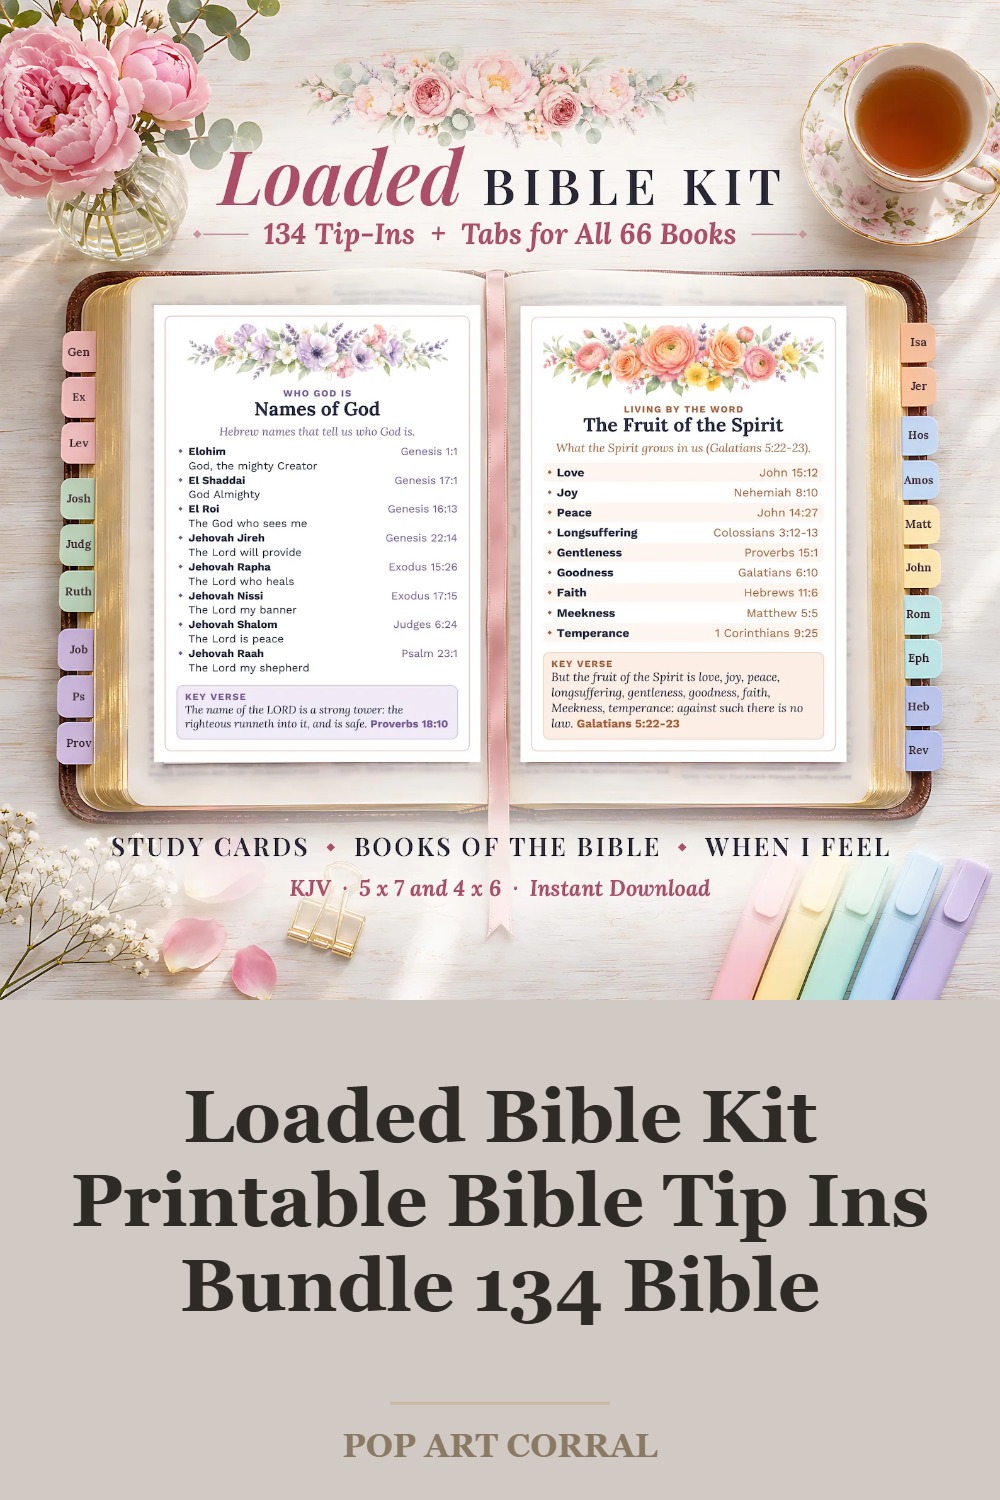 Loaded BIBLE KIT
134 Tip-Ins + Tabs for All 66 Books
Gen
Ex
Lev
Josh
Judg
Ruth
Job
Ps
Prov
WHO GOD IS
Names of God
Hebrew names that tell us who God is.
Elohim Genesis 1:1
God, the mighty Creator
El Shaddai Genesis 17:1
God Almighty
El Roi Genesis 16:13
The God who sees me
Jehovah Jireh Genesis 22:14
The Lord will provide
Jehovah Rapha Exodus 15:26
The Lord who heals
Jehovah Nissi Exodus 17:15
The Lord my banner
Jehovah Shalom Judges 6:24
The Lord is peace
Jehovah Raah Psalm 23:1
The Lord my shepherd
KEY VERSE
The name of the LORD is a strong tower: the
righteous runneth into it, and is safe. Proverbs 18:10
LIVING BY THE WORD
The Fruit of the Spirit
What the Spirit grows in us (Galatians 5:22-23).
Love John 15:12
Joy Nehemiah 8:10
Peace John 14:27
Longsuffering Colossians 3:12-13
Gentleness Proverbs 15:1
Goodness Galatians 6:10
Faith Hebrews 11:6
Meekness Matthew 5:5
Temperance 1 Corinthians 9:25
KEY VERSE
But the fruit of the Spirit is love, joy, peace,
longsuffering, gentleness, goodness, faith,
Meekness, temperance: against such there is no
law. Galatians 5:22-23
Isa
Jer
Hos
Amos
Matt
John
Rom
Eph
Heb
Rev
STUDY CARDS ◆ BOOKS OF THE BIBLE ◆ WHEN I FEEL
KJV · 5 x 7 and 4 x 6 · Instant Download
Loaded Bible Kit
Printable Bible Tip Ins
Bundle 134 Bible
POP ART CORRAL